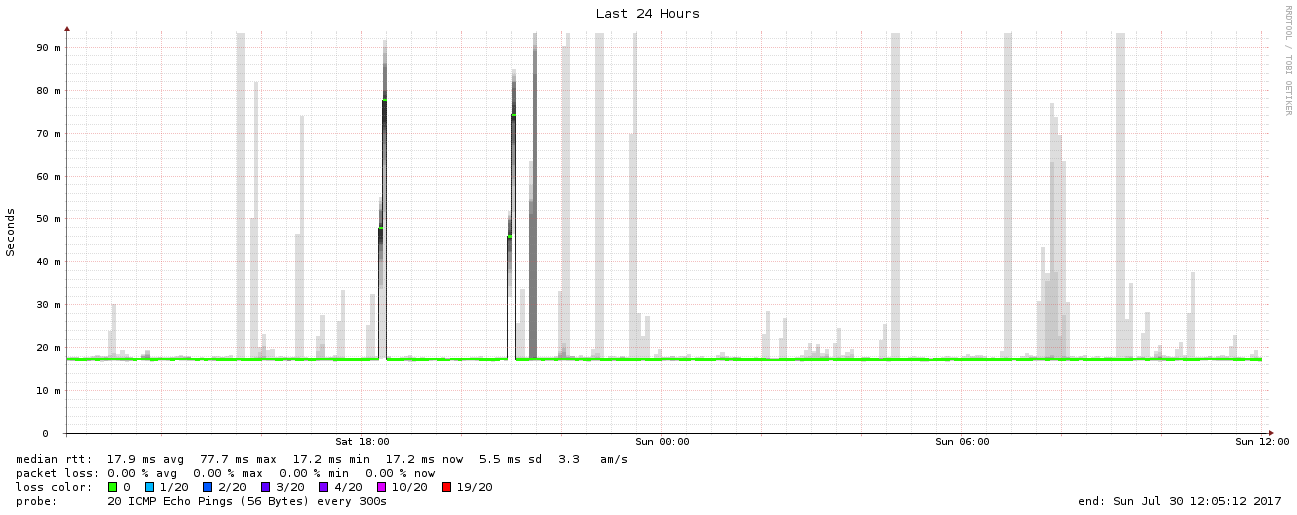 Last 24 Hours
RRDTOOL / TOBI OETIKER
Seconds
90 m
80 m
70 m
60 m
50 m
40 m
30 m
20 m
10 m
0
Sat 18:00 Sun 00:00 Sun 06:00 Sun 12:00
median rtt: 17.9 ms avg 77.7 ms max 17.2 ms min 17.2 ms now 5.5 ms sd 3.3 am/s
packet loss: 0.00 % avg 0.00 % max 0.00 % min 0.00 % now
loss color: 0 1/20 2/20 3/20 4/20 10/20 19/20
probe: 20 ICMP Echo Pings (56 Bytes) every 300s end: Sun Jul 30 12:05:12 2017